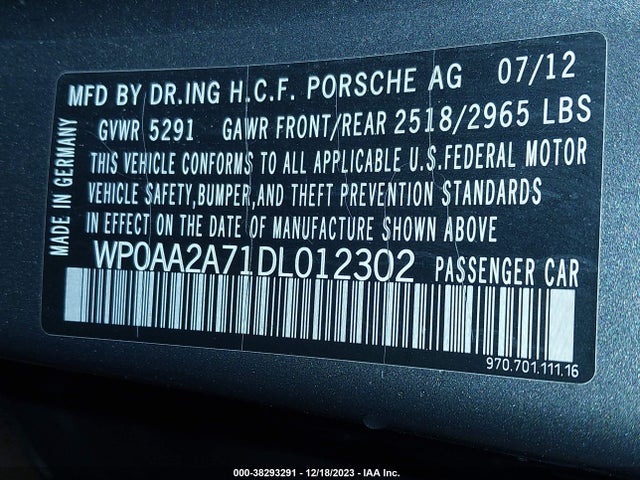 MFD BY DR.ING H.C.F. PORSCHE AG 07/12
GVWR 5291 GAWR FRONT/REAR 2518/2965 LBS
THIS VEHICLE CONFORMS TO ALL APPLICABLE U.S.FEDERAL MOTOR
VEHICLE SAFETY,BUMPER,AND THEFT PREVENTION STANDARDS
IN EFFECT ON THE DATE OF MANUFACTURE SHOWN ABOVE
WP0AA2A71DL012302 PASSENGER CAR
MADE IN GERMANY
970.701.111.16
000-38293291 - 12/18/2023 - IAA Inc.